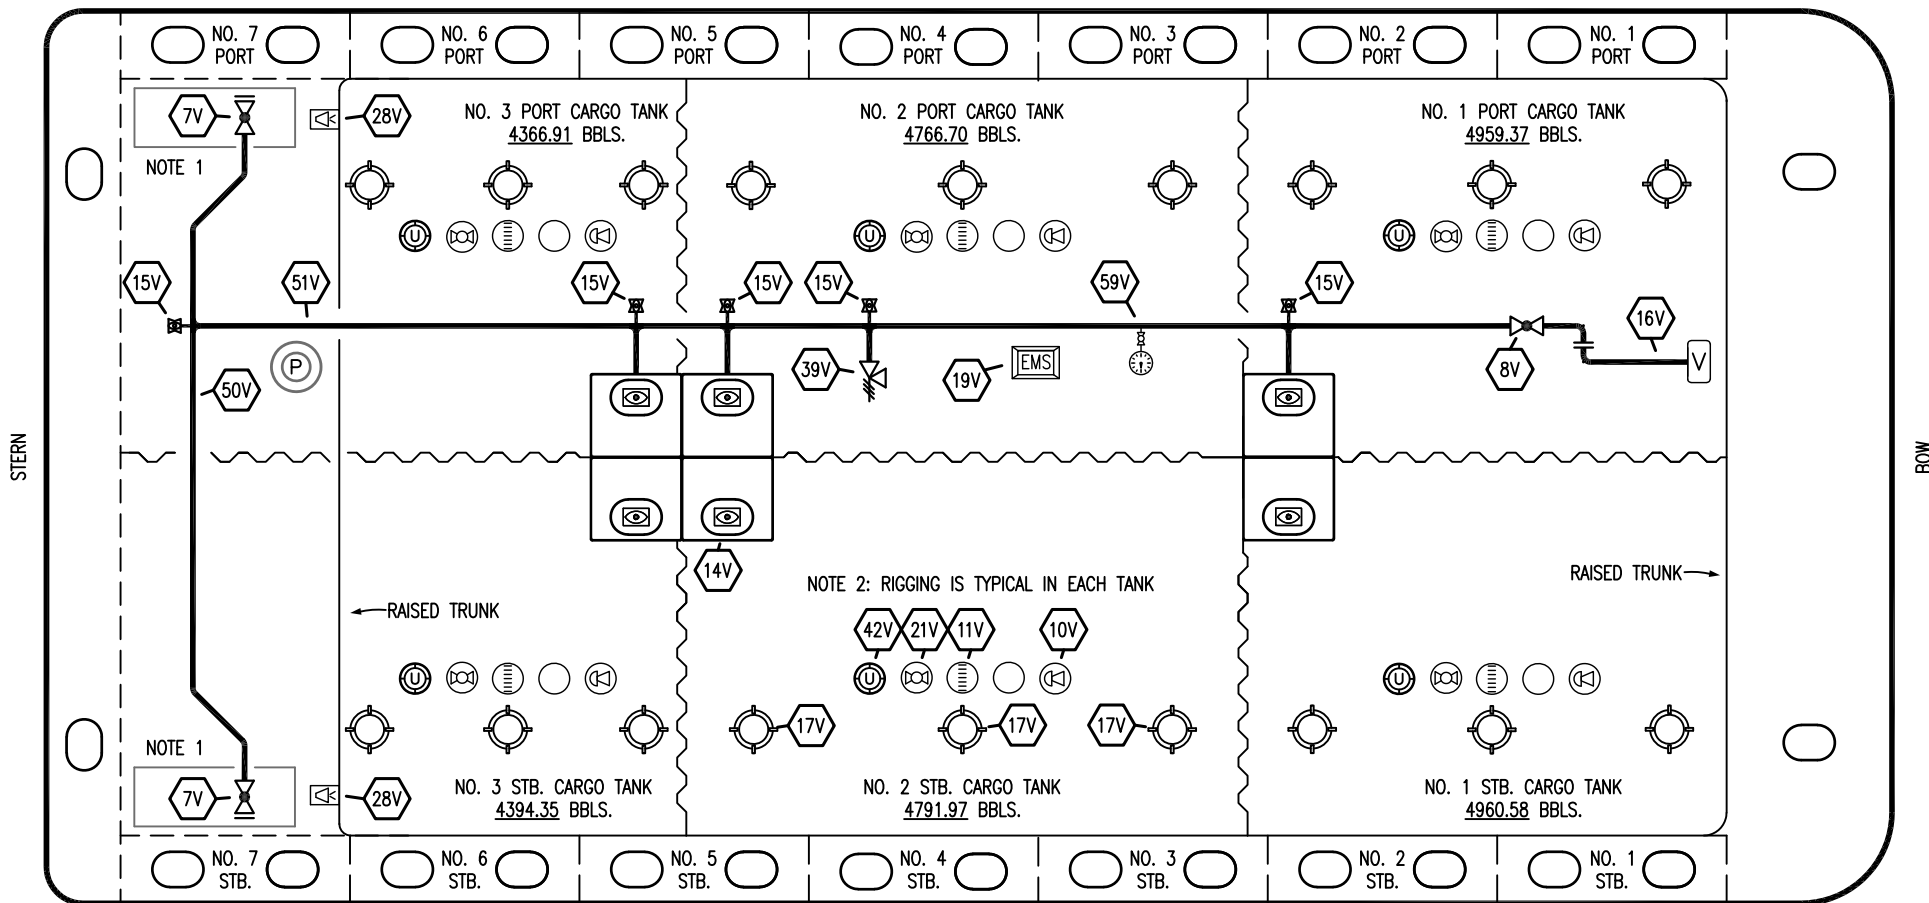 NO. 7 PORT
NO. 6 PORT
NO. 5 PORT
NO. 4 PORT
NO. 3 PORT
NO. 2 PORT
NO. 1 PORT
7V
28V
NO. 3 PORT CARGO TANK
4366.91 BBLS.
NO. 2 PORT CARGO TANK
4766.70 BBLS.
NO. 1 PORT CARGO TANK
4959.37 BBLS.
NOTE 1
U
U
U
15V
51V
15V
15V
15V
59V
15V
16V
P
50V
39V
19V
EMS
8V
V
STERN
BOW
14V
NOTE 2: RIGGING IS TYPICAL IN EACH TANK
RAISED TRUNK
RAISED TRUNK
42V
21V
11V
10V
U
U
U
17V
17V
17V
NOTE 1
7V
28V
NO. 3 STB. CARGO TANK
4394.35 BBLS.
NO. 2 STB. CARGO TANK
4791.97 BBLS.
NO. 1 STB. CARGO TANK
4960.58 BBLS.
NO. 7 STB.
NO. 6 STB.
NO. 5 STB.
NO. 4 STB.
NO. 3 STB.
NO. 2 STB.
NO. 1 STB.